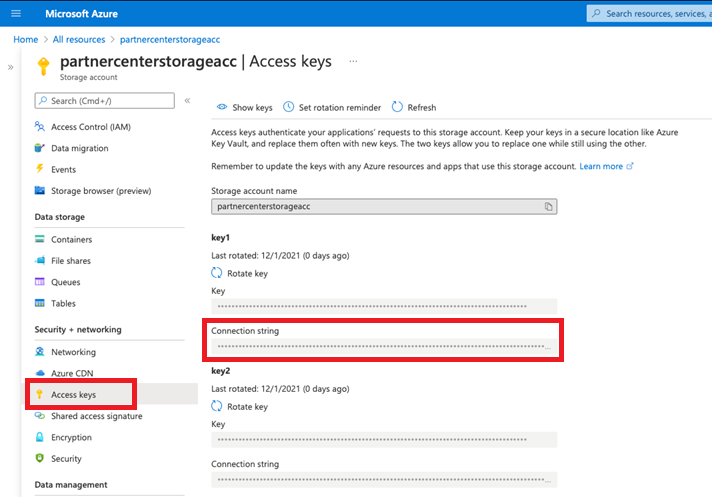 Microsoft Azure
Search resources, services, a
Home > All resources > partnercenterstorageacc
partnercenterstorageacc | Access keys ...
Storage account
Search (Cmd+/)
Access Control (IAM)
Data migration
Events
Storage browser (preview)
Data storage
Containers
File shares
Queues
Tables
Security + networking
Networking
Azure CDN
Access keys
Shared access signature
Encryption
Security
Data management
Show keys
Set rotation reminder
Refresh
Access keys authenticate your applications' requests to this storage account. Keep your keys in a secure location like Azure
Key Vault, and replace them often with new keys. The two keys allow you to replace one while still using the other.
Remember to update the keys with any Azure resources and apps that use this storage account. Learn more
Storage account name
partnercenterstorageacc
key1
Last rotated: 12/1/2021 (0 days ago)
Rotate key
Key
Connection string
key2
Last rotated: 12/1/2021 (0 days ago)
Rotate key
Key
Connection string